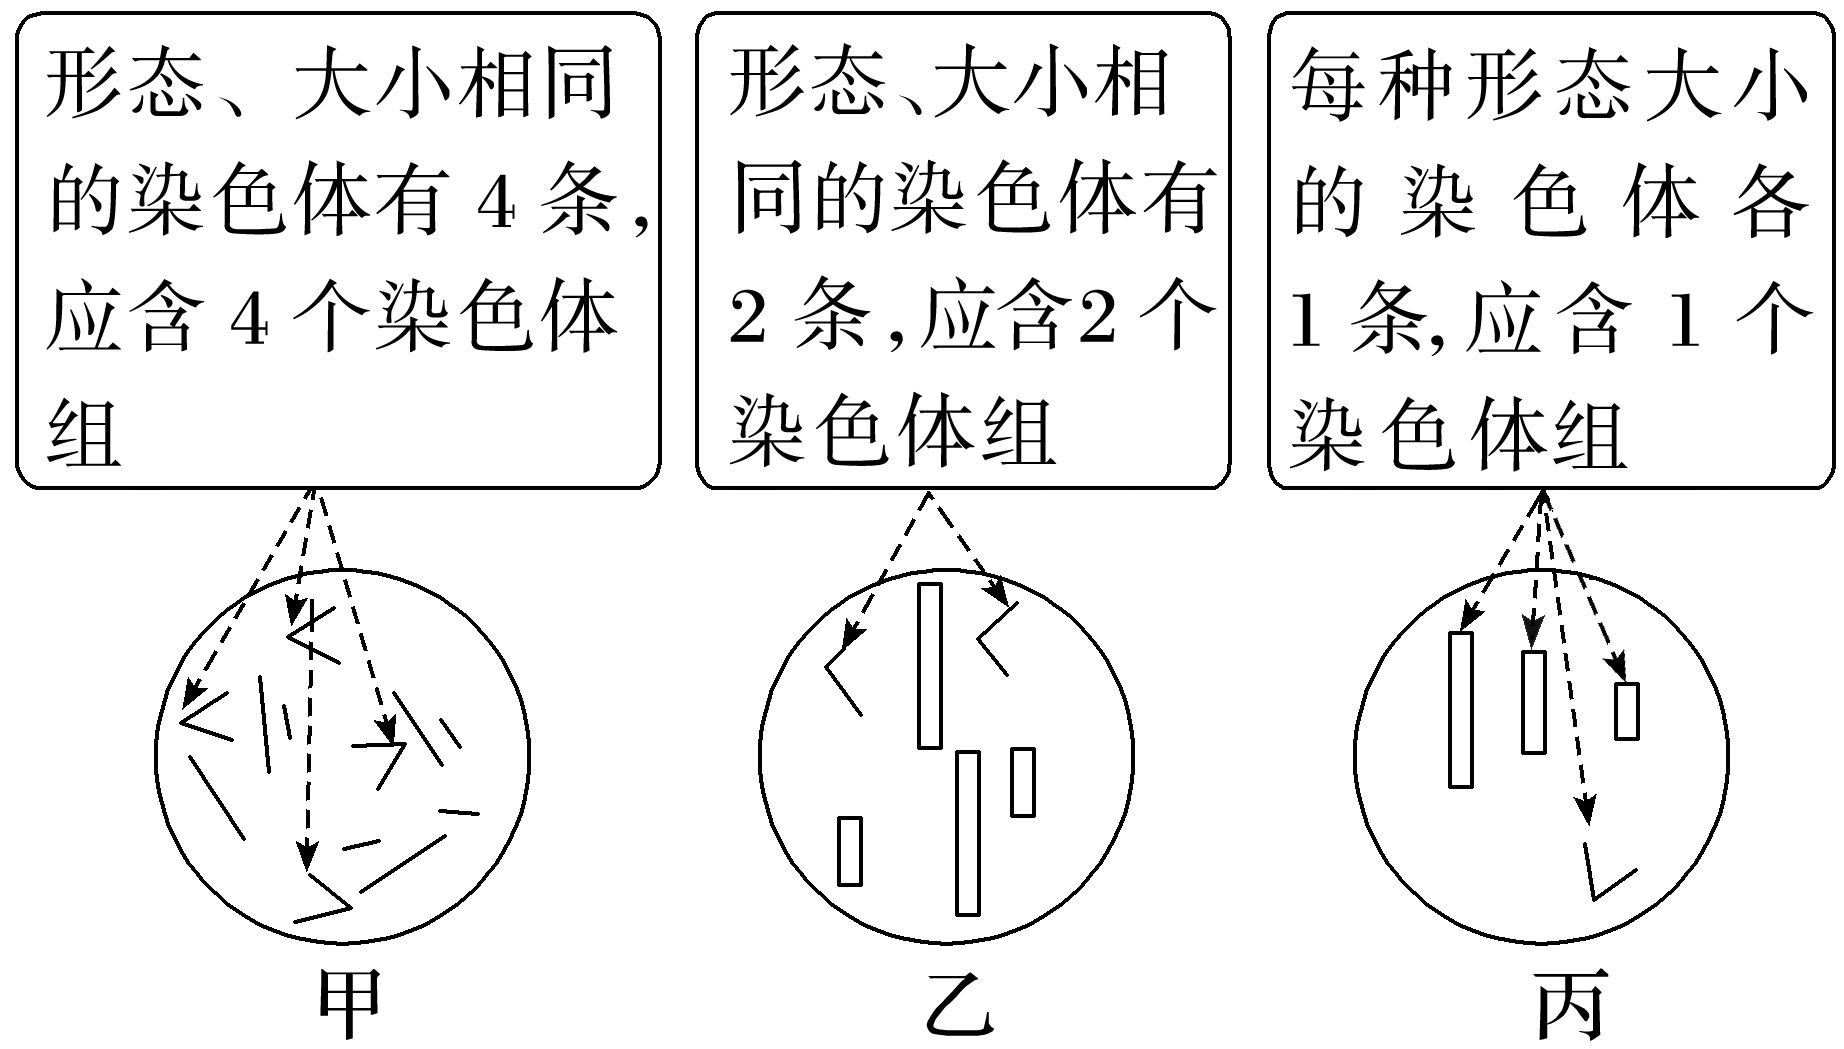 形态、大小相同
的染色体有 4 条,
应含 4 个染色体
组
形态、大小相
同的染色体有
2 条,应含2 个
染色体组
每种形态大小
的染色体各
1 条,应含 1 个
染色体组
甲
乙
丙